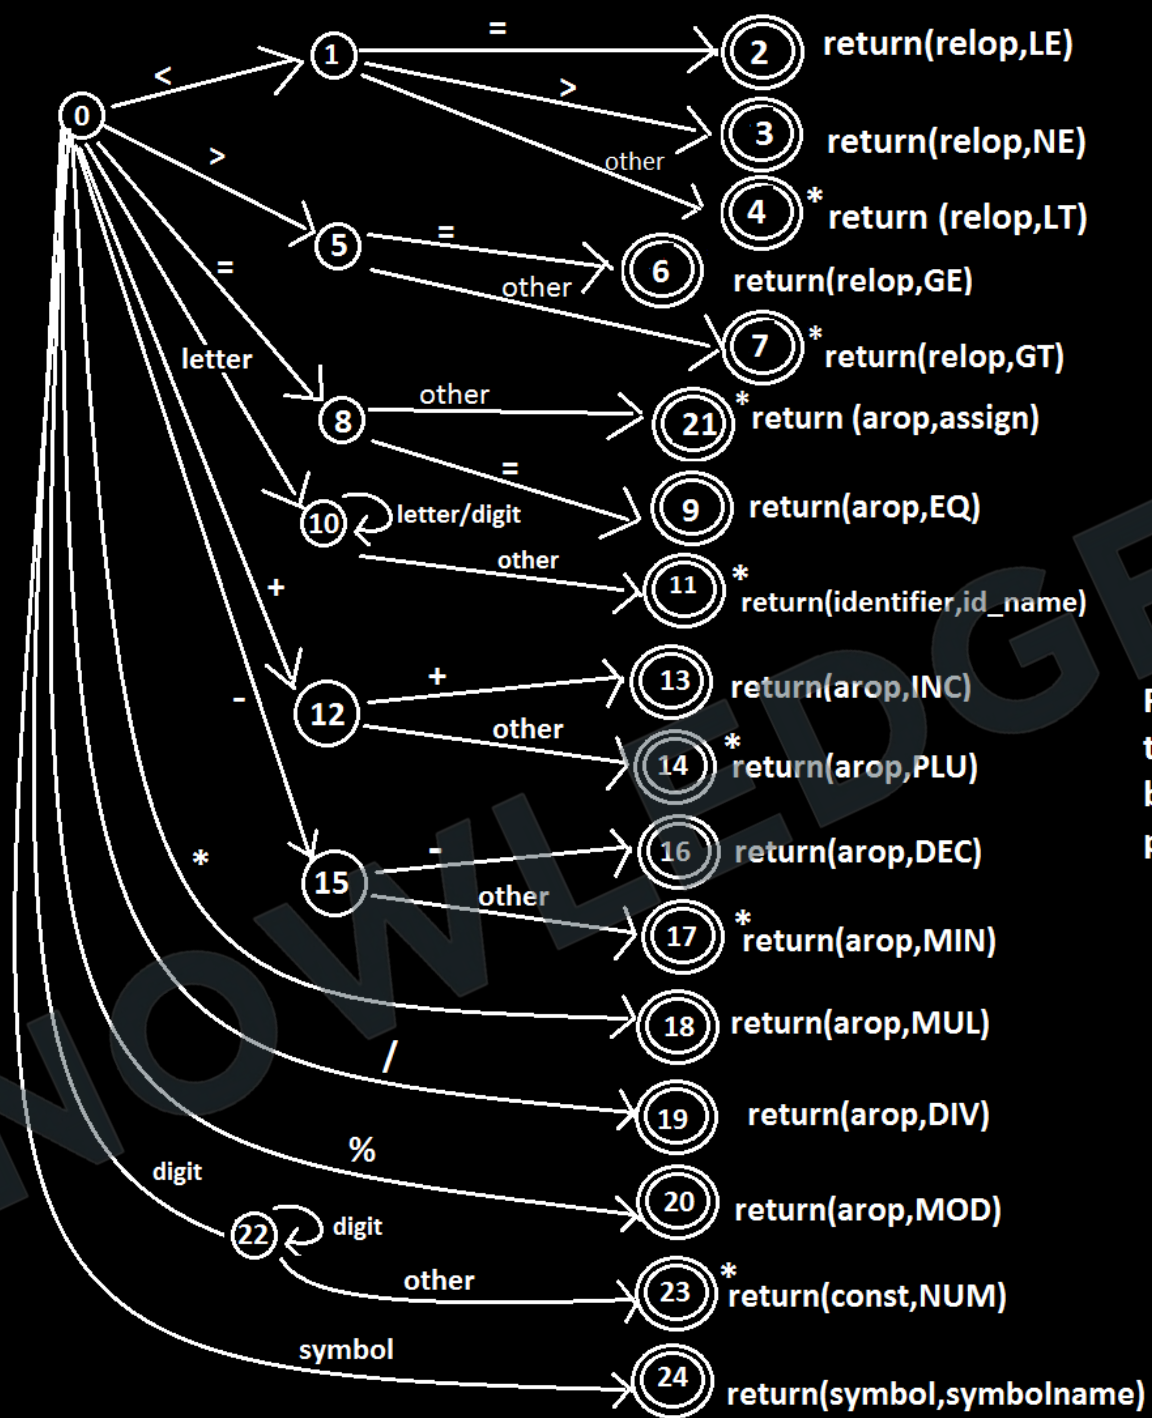 =
1
2
return(relop,LE)
<
0
>
3
return(relop,NE)
>
other
4
*
return (relop,LT)
5
=
6
return(relop,GE)
=
other
7
*
return(relop,GT)
letter
8
other
21
*
return (arop,assign)
=
9
return(arop,EQ)
10
letter/digit
other
11
*
return(identifier,id_name)
+
12
+
13
return(arop,INC)
-
other
14
*
return(arop,PLU)
15
-
16
return(arop,DEC)
*
other
17
*
return(arop,MIN)
18
return(arop,MUL)
/
19
return(arop,DIV)
%
20
return(arop,MOD)
digit
22
digit
other
23
*
return(const,NUM)
symbol
24
return(symbol,symbolname)
NOWLEDGE